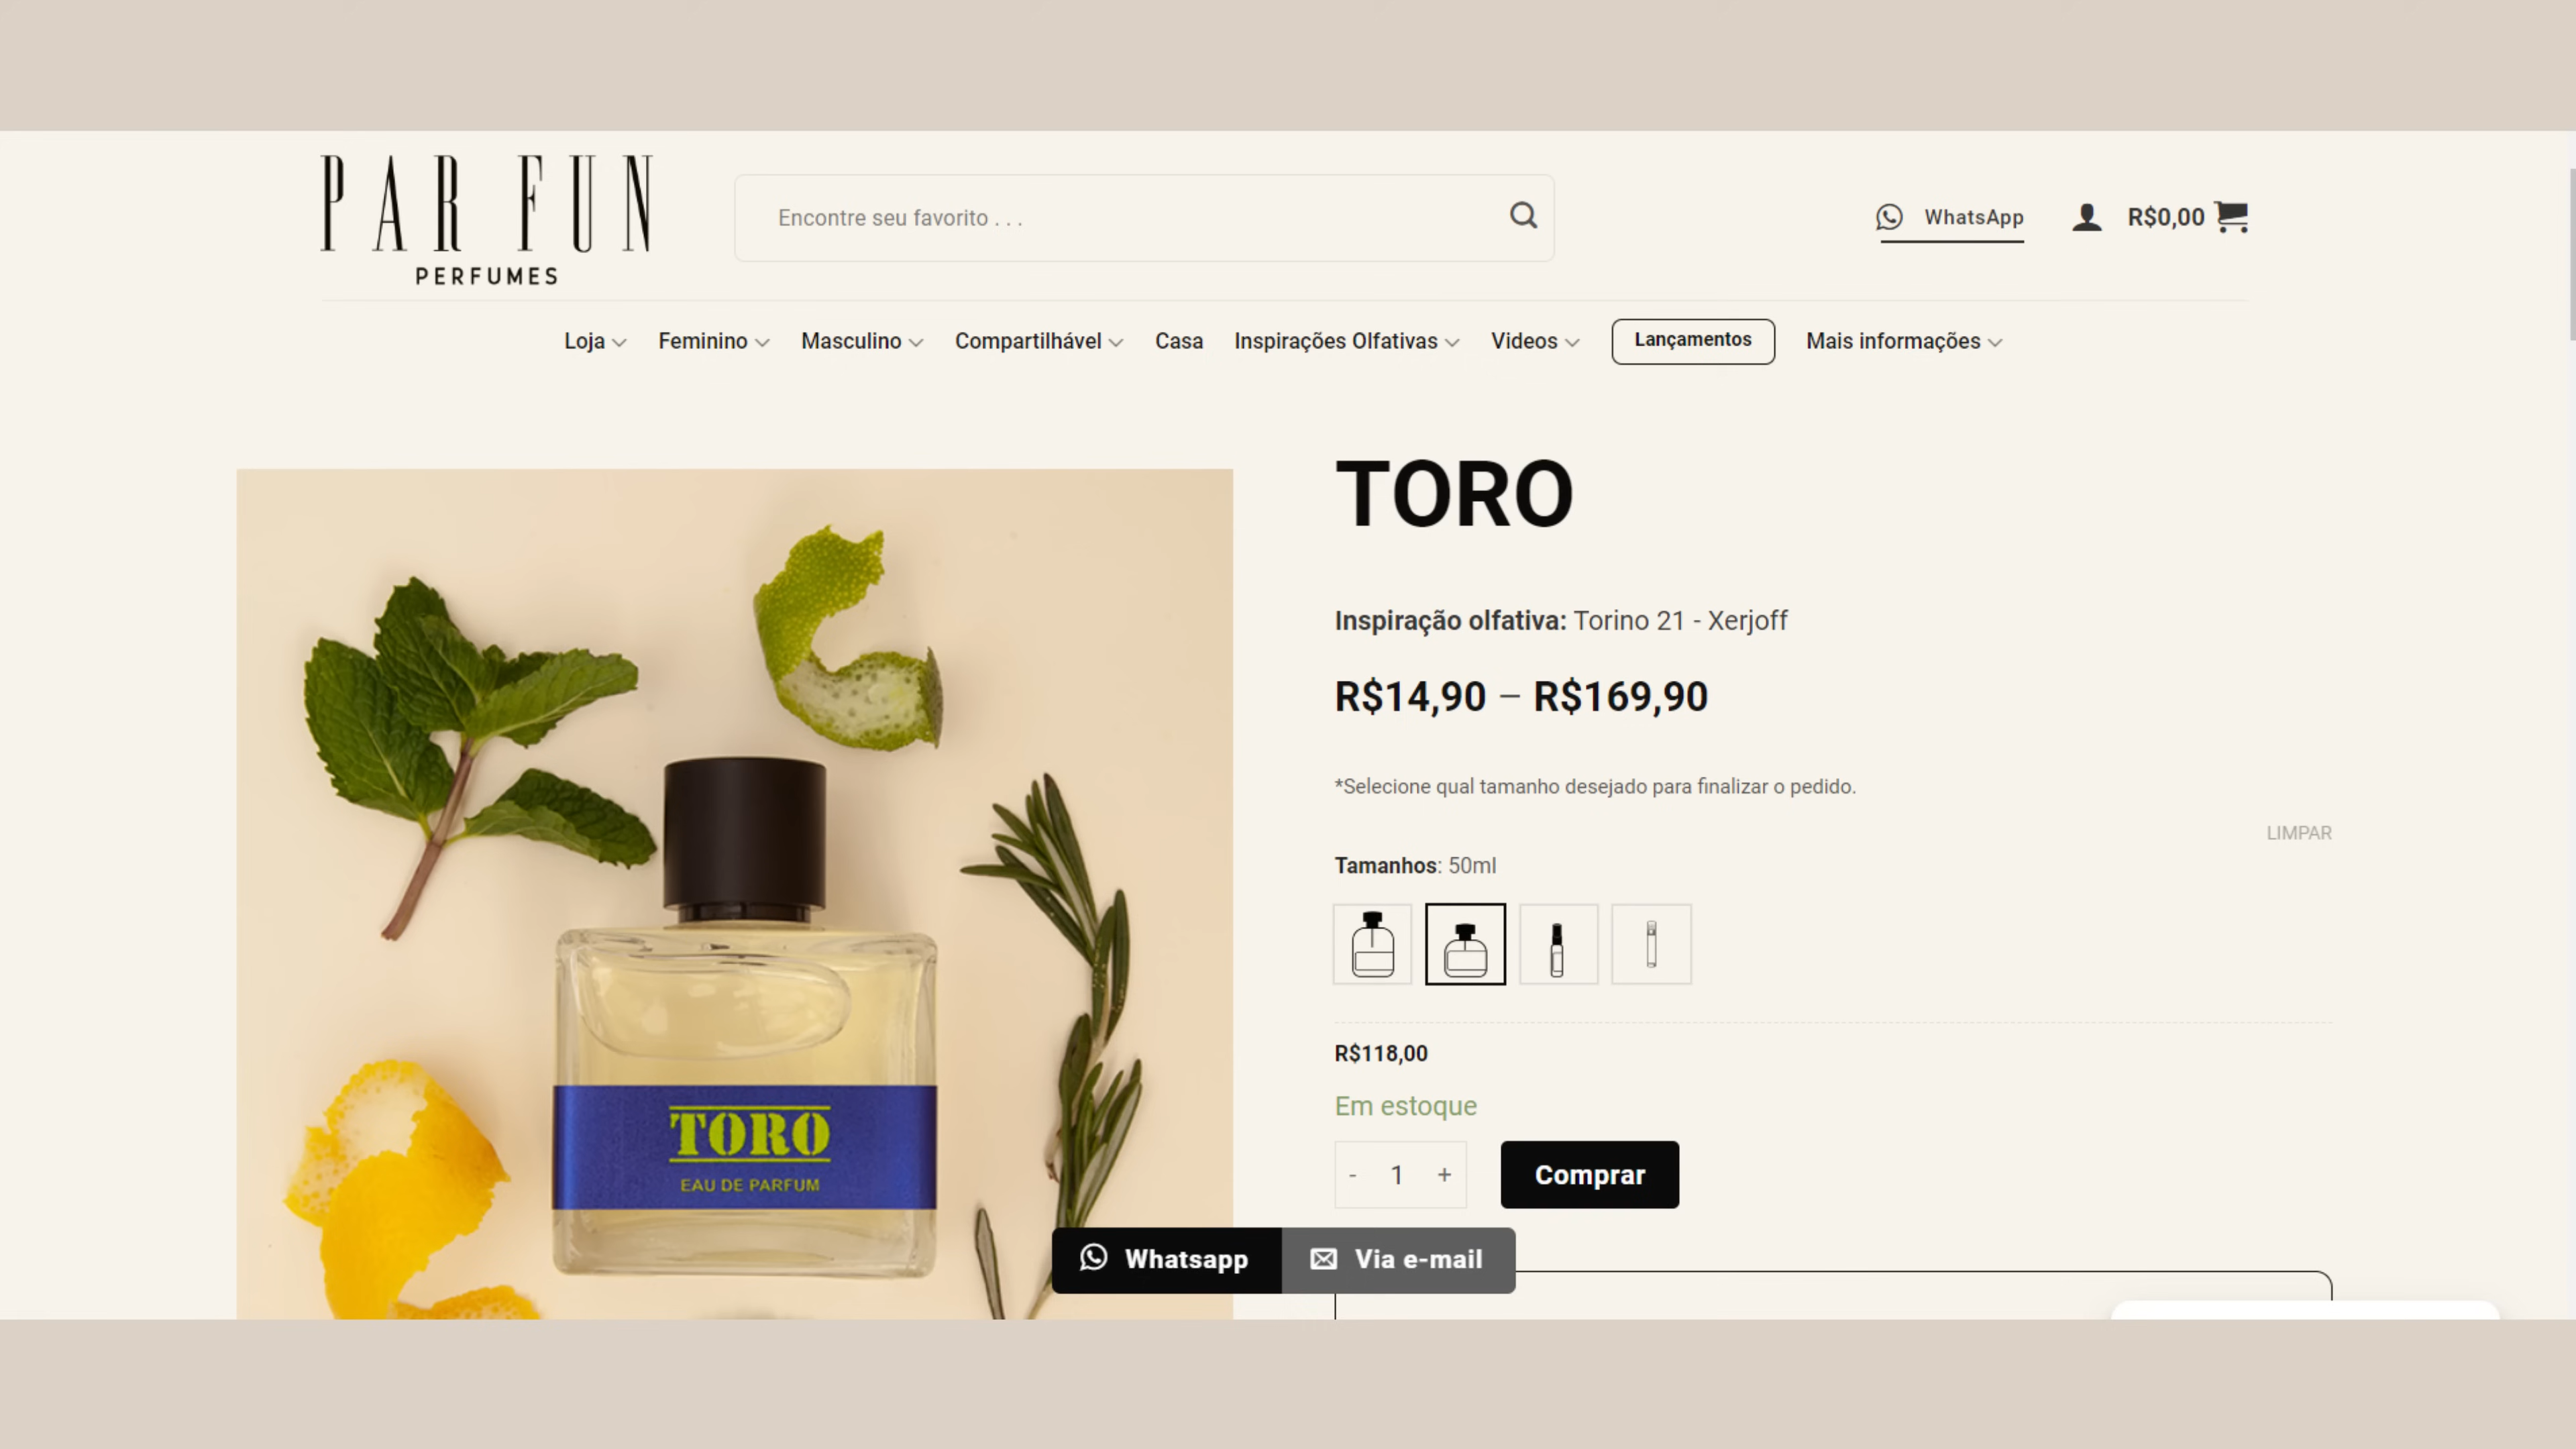 PAR FUN
PERFUMES
Encontre seu favorito . . .
WhatsApp
R$0,00
Loja
Feminino
Masculino
Compartilhável
Casa
Inspirações Olfativas
Videos
Lançamentos
Mais informações
TORO
Inspiração olfativa: Torino 21 - Xerjoff
R$14,90 – R$169,90
*Selecione qual tamanho desejado para finalizar o pedido.
LIMPAR
Tamanhos: 50ml
R$118,00
Em estoque
- 1 +
Comprar
TORO
EAU DE PARFUM
Whatsapp
Via e-mail